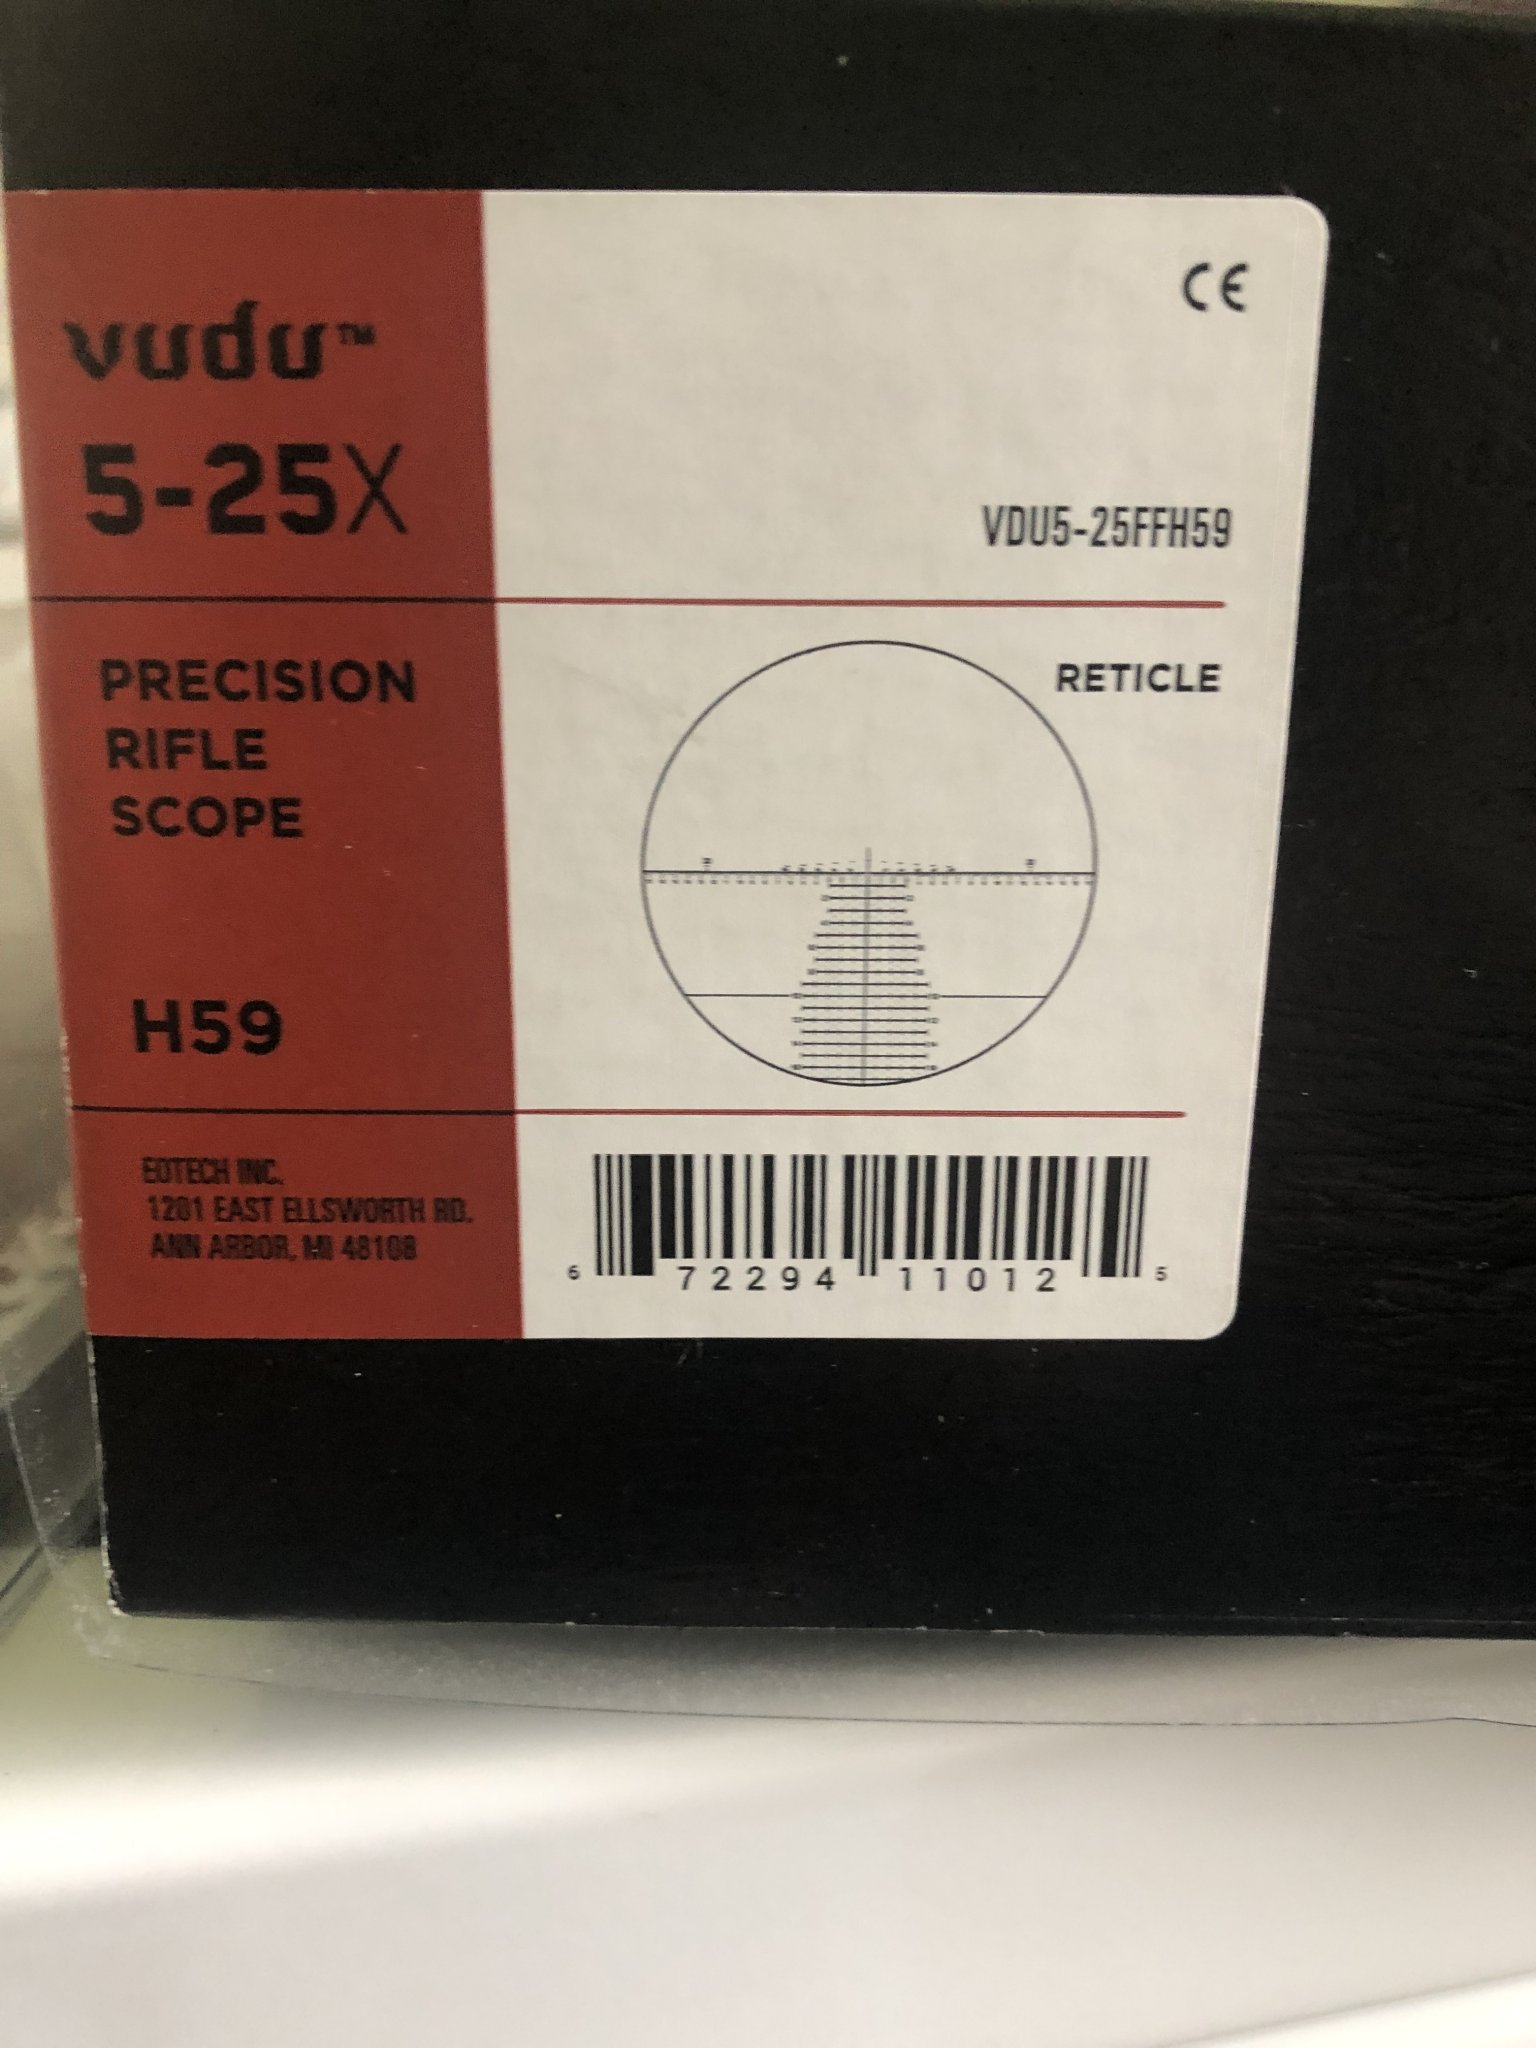 vudu™
5-25X
PRECISION
RIFLE
SCOPE
H59
EOTECH INC.
1201 EAST ELLSWORTH RD.
ANN ARBOR, MI 48108
CE
VDU5-25FFH59
RETICLE
6 72294 11012 5